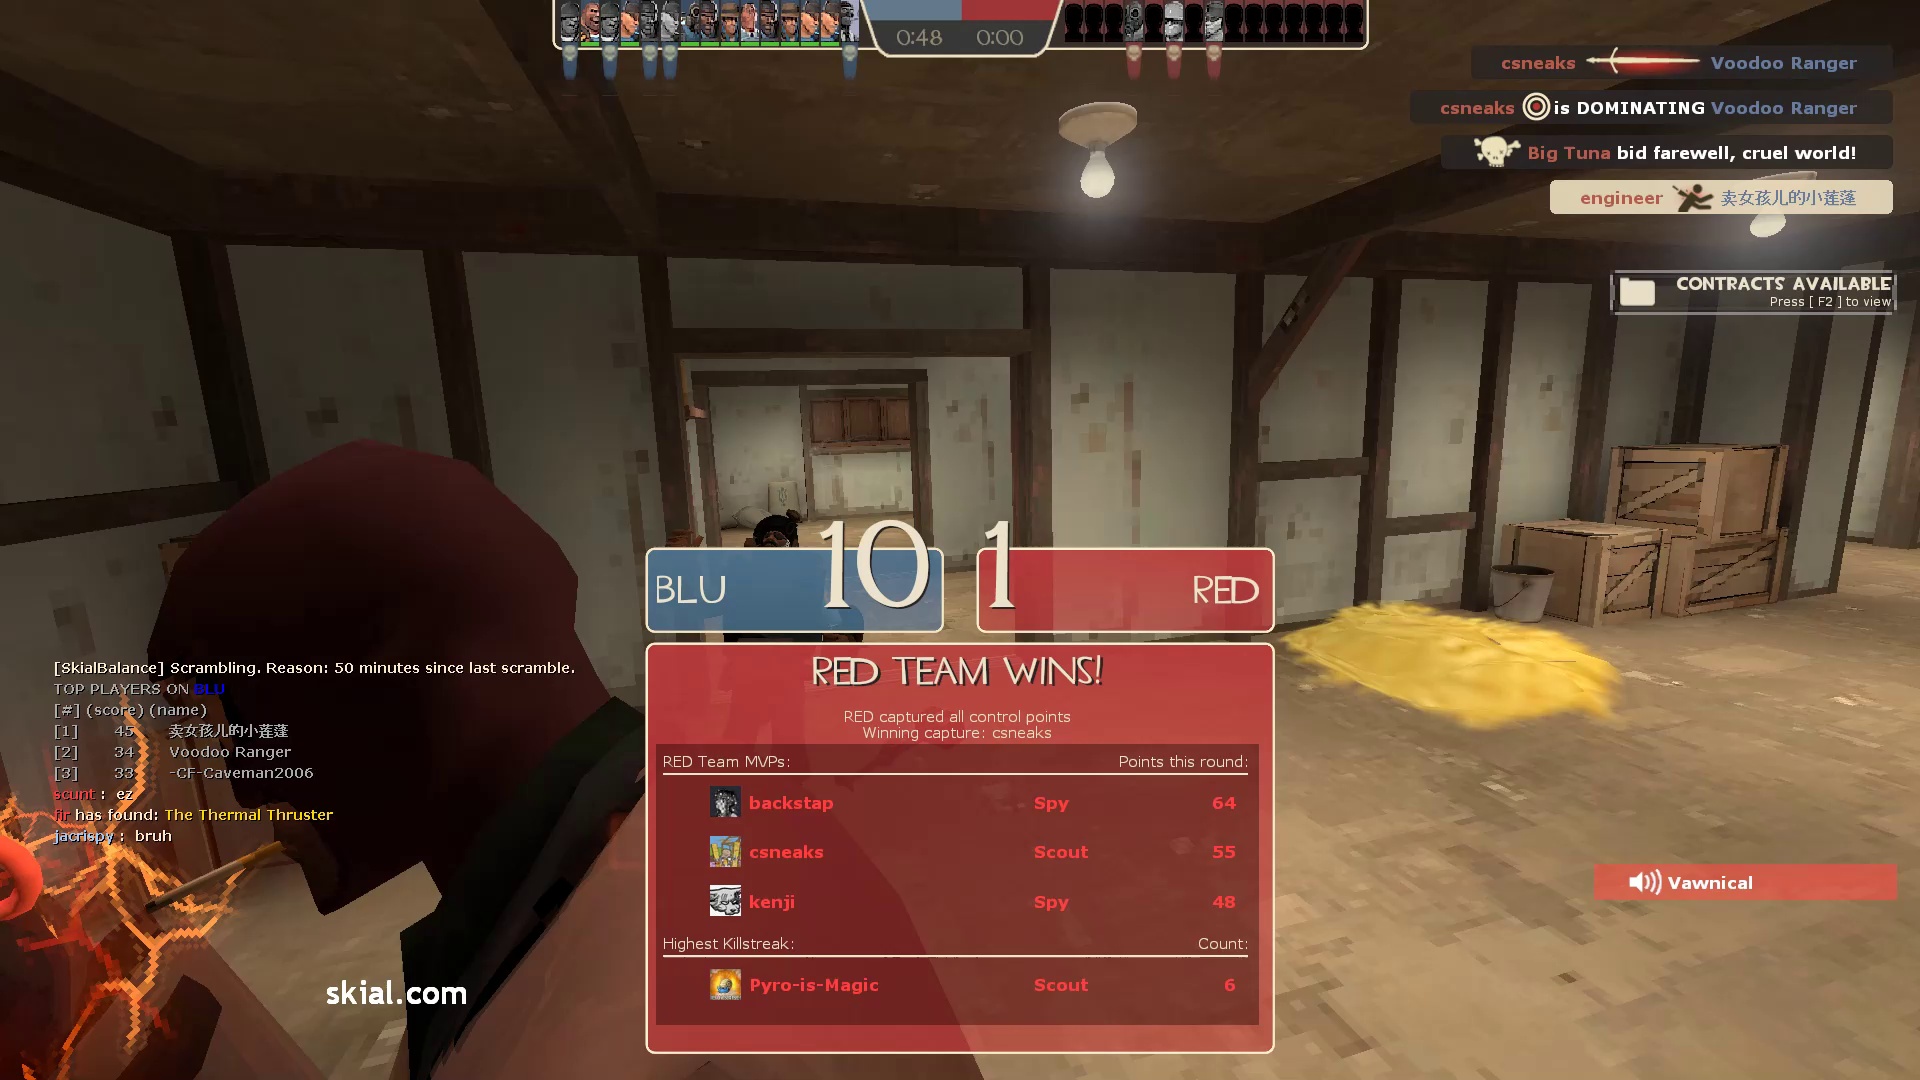 0:48 0:00
csneaks Voodoo Ranger
csneaks is DOMINATING Voodoo Ranger
Big Tuna bid farewell, cruel world!
engineer 卖女孩儿的小莲蓬
CONTRACTS AVAILABLE
Press [ F2 ] to view
BLU 10 1 RED
RED TEAM WINS!
RED captured all control points
Winning capture: csneaks
RED Team MVPs: Points this round:
backstap Spy 64
csneaks Scout 55
kenji Spy 48
Highest Killstreak: Count:
Pyro-is-Magic Scout 6
[SkialBalance] Scrambling. Reason: 50 minutes since last scramble.
TOP PLAYERS ON BLU
[#] (score) (name)
[1] 45 卖女孩儿的小莲蓬
[2] 34 Voodoo Ranger
[3] 33 -CF-Caveman2006
scunt : ez
has found: The Thermal Thruster
jacrispy : bruh
skial.com
Vawnical